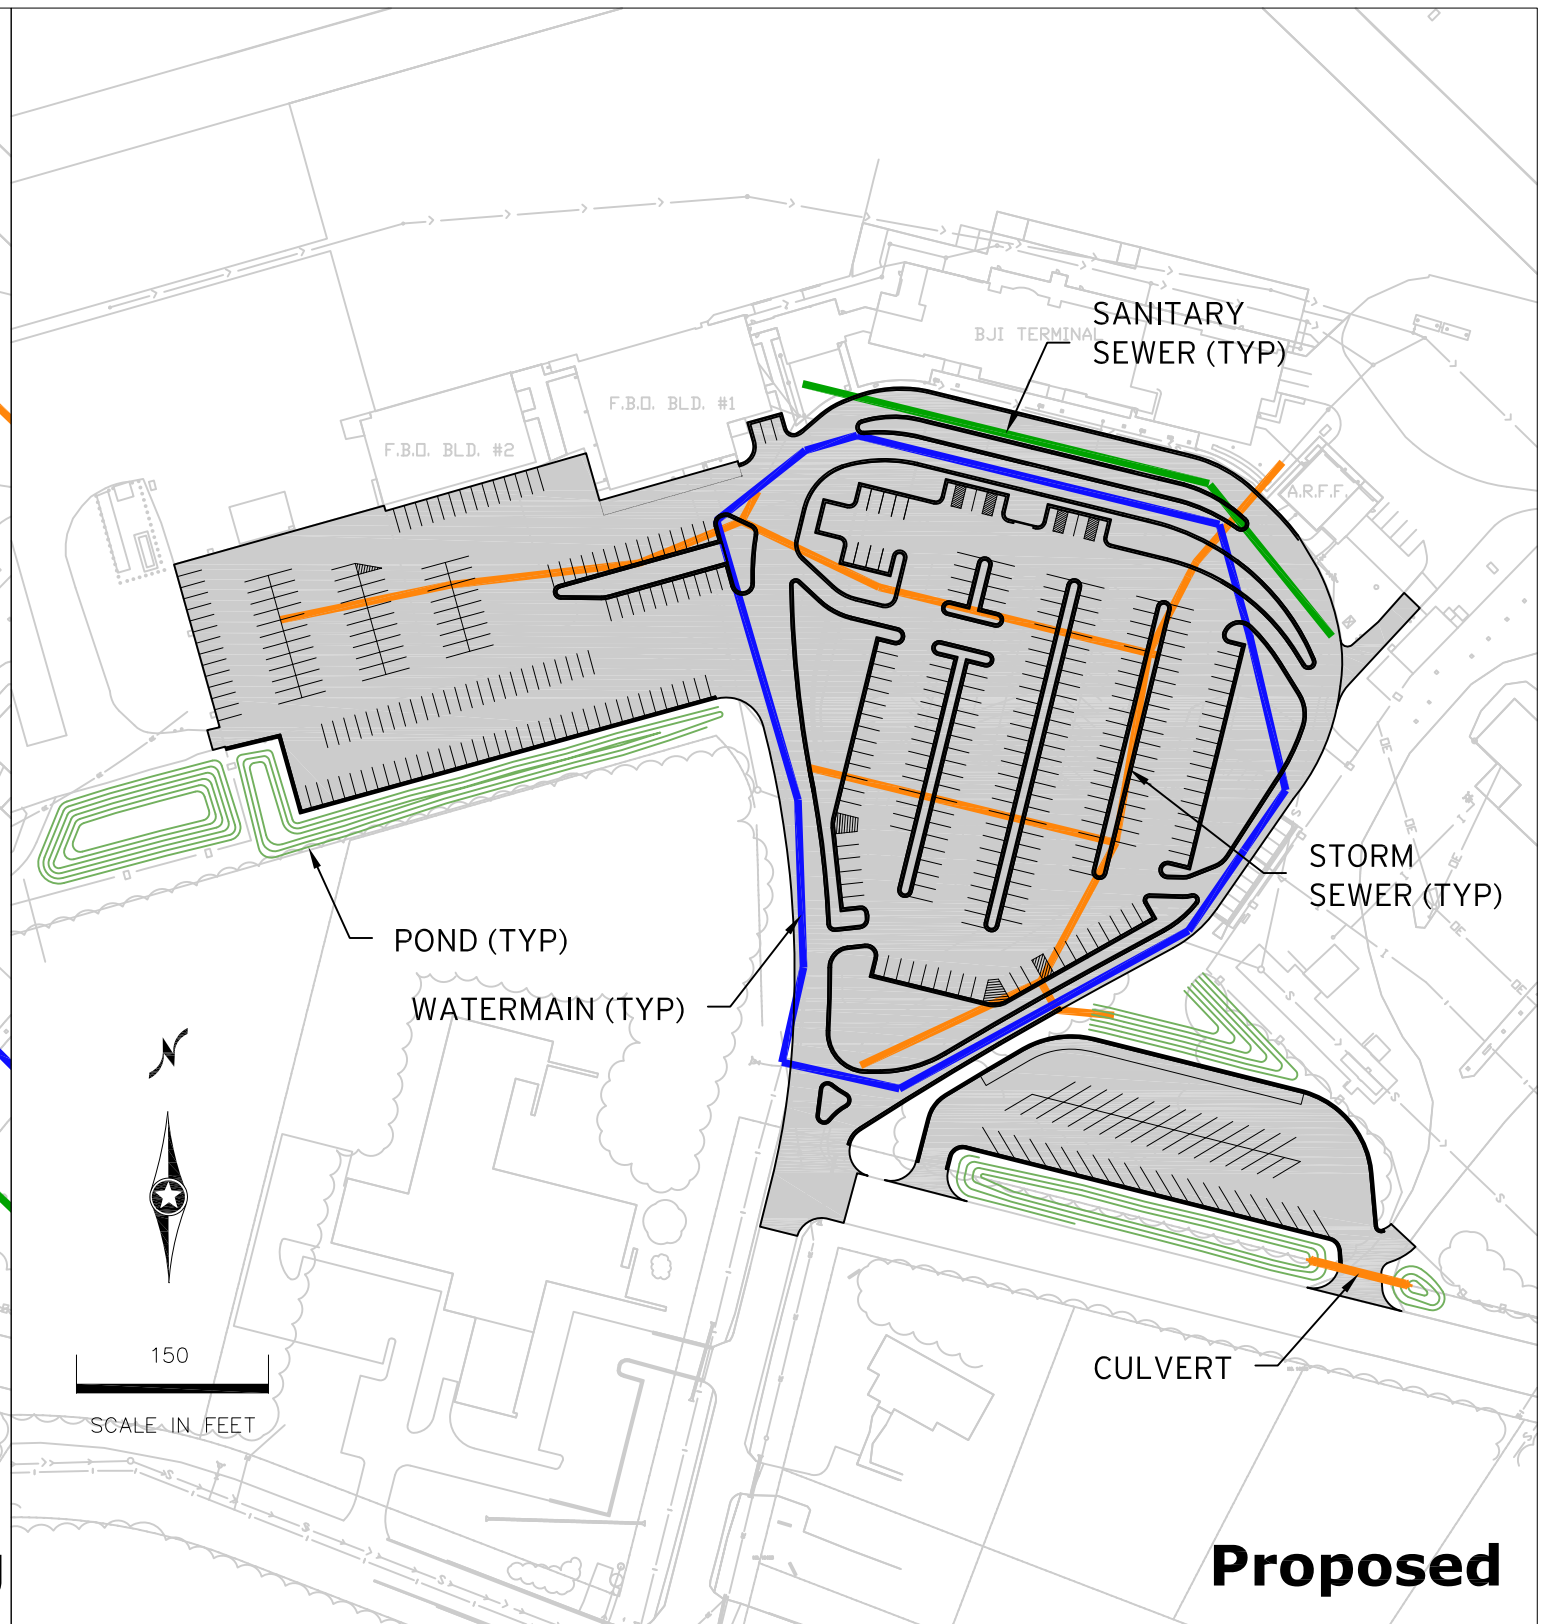 SANITARY
SEWER (TYP)
BJI TERMINAL
F.B.O. BLD. #1
F.B.O. BLD. #2
A.R.F.F.
STORM
SEWER (TYP)
POND (TYP)
WATERMAIN (TYP)
N
150
SCALE IN FEET
CULVERT
Proposed